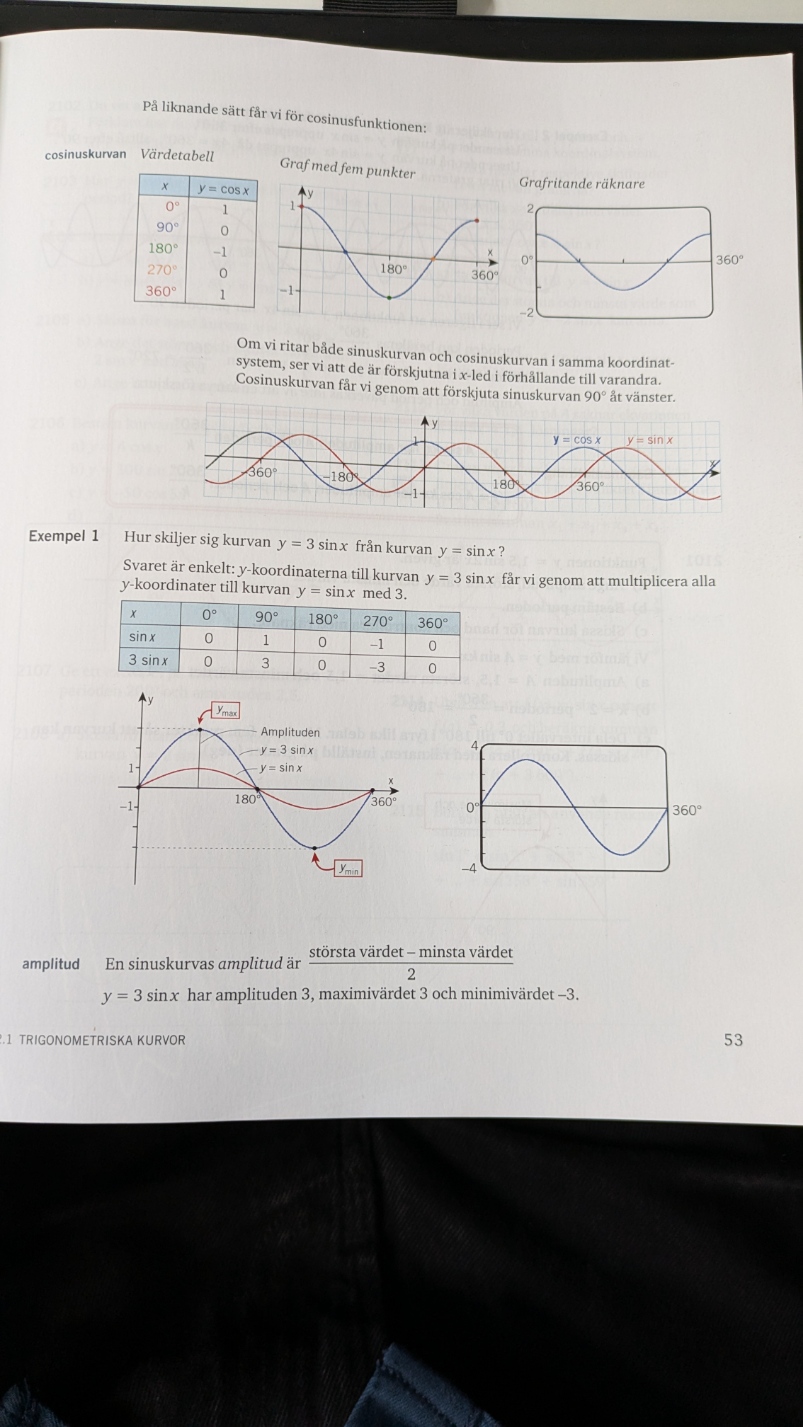 På liknande sätt får vi för cosinusfunktionen:
cosinuskurvan Värdetabell
Graf med fem punkter
Grafritande räknare
x y = cos x
0° 1
90° 0
180° –1
270° 0
360° 1
y
1
x
180°
360°
–1
2
0°
360°
–2
Om vi ritar både sinuskurvan och cosinuskurvan i samma koordinat-
system, ser vi att de är förskjutna i x-led i förhållande till varandra.
Cosinuskurvan får vi genom att förskjuta sinuskurvan 90° åt vänster.
y
1
y = cos x y = sin x
x
–360° –180° 180° 360°
–1
Exempel 1 Hur skiljer sig kurvan y = 3 sin x från kurvan y = sin x?
Svaret är enkelt: y-koordinaterna till kurvan y = 3 sin x får vi genom att multiplicera alla
y-koordinater till kurvan y = sin x med 3.
x 0° 90° 180° 270° 360°
sin x 0 1 0 –1 0
3 sin x 0 3 0 –3 0
y
ymax
Amplituden
y = 3 sin x
y = sin x
1
x
–1
180°
360°
ymin
4
0°
360°
–4
amplitud En sinuskurvas amplitud är största värdet – minsta värdet
2
y = 3 sin x har amplituden 3, maximivärdet 3 och minimivärdet –3.
.1 TRIGONOMETRISKA KURVOR 53